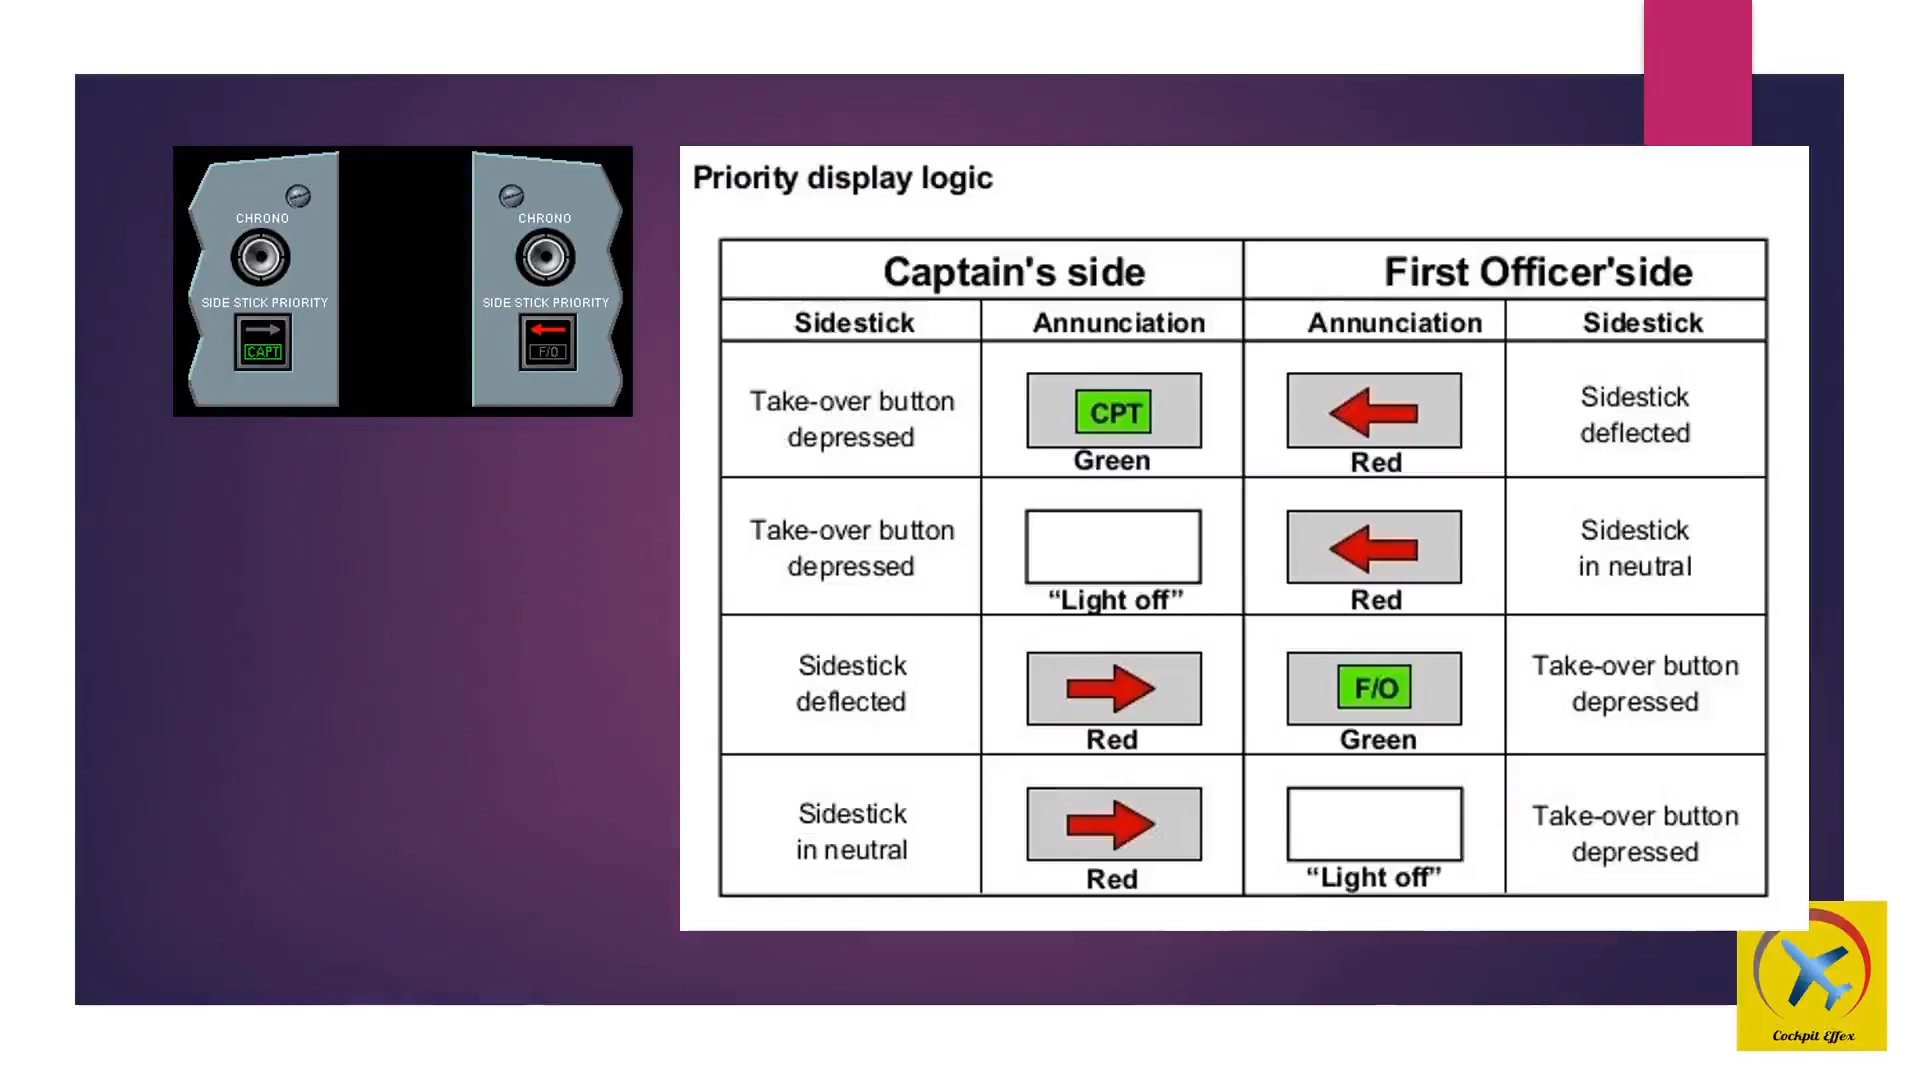 CHRONO
SIDE STICK PRIORITY
CAPT
CHRONO
SIDE STICK PRIORITY
F/O
Priority display logic
Captain's side
First Officer'side
Sidestick
Annunciation
Annunciation
Sidestick
Take-over button
depressed
CPT
Green
Red
Sidestick
deflected
Take-over button
depressed
“Light off”
Red
Sidestick
in neutral
Sidestick
deflected
Red
F/O
Green
Take-over button
depressed
Sidestick
in neutral
Red
“Light off”
Take-over button
depressed
Cockpit Effex